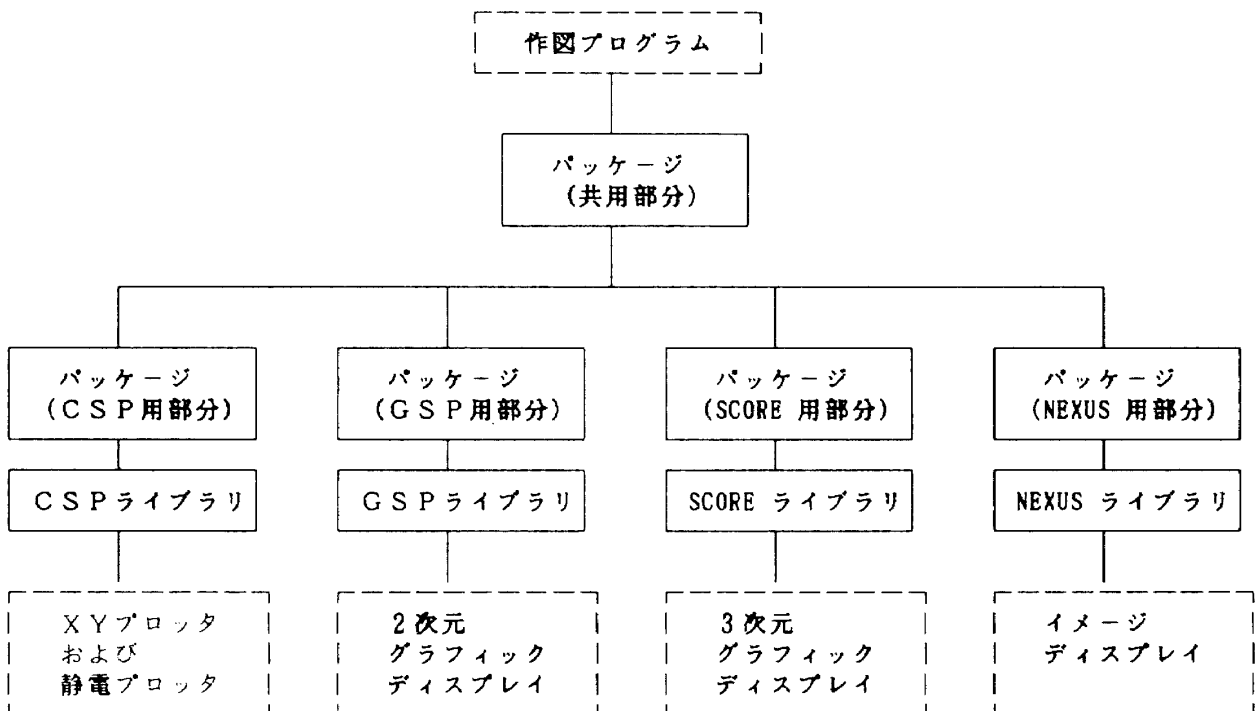 作図プログラム
パッケージ
(共用部分)
パッケージ
(CSP用部分)
パッケージ
(GSP用部分)
パッケージ
(SCORE 用部分)
パッケージ
(NEXUS 用部分)
CSPライブラリ
GSPライブラリ
SCORE ライブラリ
NEXUS ライブラリ
XYプロッタ
および
静電プロッタ
2次元
グラフィック
ディスプレイ
3次元
グラフィック
ディスプレイ
イメージ
ディスプレイ